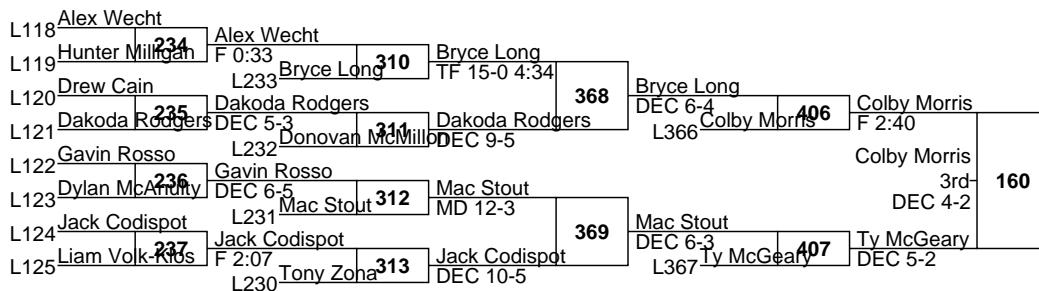 L118 Alex Wecht
234
L119 Hunter Milligan
Alex Wecht
F 0:33
L233 Bryce Long
310
Bryce Long
TF 15-0 4:34
L120 Drew Cain
235
L121 Dakoda Rodgers
Dakoda Rodgers
DEC 5-3
311
L232 Donovan McMillon
Dakoda Rodgers
DEC 9-5
368
Bryce Long
DEC 6-4
L366 Colby Morris
406
Colby Morris
F 2:40
L122 Gavin Rosso
236
L123 Dylan McAnulty
Gavin Rosso
DEC 6-5
L231 Mac Stout
312
Mac Stout
MD 12-3
L124 Jack Codispot
237
L125 Liam Volk-Klos
Jack Codispot
F 2:07
L230 Tony Zona
313
Jack Codispot
DEC 10-5
369
Mac Stout
DEC 6-3
L367 Ty McGeary
407
Ty McGeary
DEC 5-2
Colby Morris
3rd
DEC 4-2
160